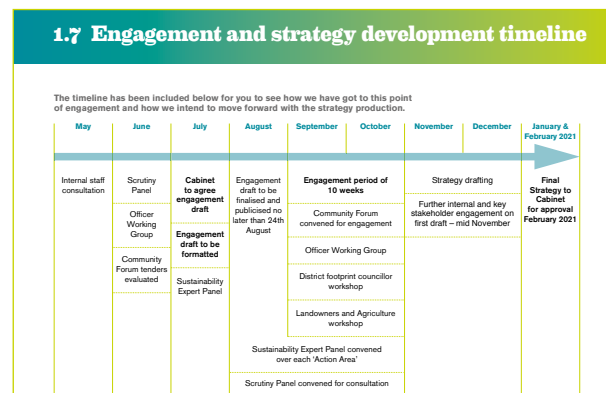 1.7 Engagement and strategy development timeline
The timeline has been included below for you to see how we have got to this point
of engagement and how we intend to move forward with the strategy production.
May
June
July
August
September
October
November
December
January &
February 2021
Internal staff
consultation
Scrutiny
Panel
Officer
Working
Group
Community
Forum tenders
evaluated
Cabinet
to agree
engagement
draft
Engagement
draft to be
formatted
Sustainability
Expert Panel
Engagement
draft to be
finalised and
publicised no
later than 24th
August
Engagement period of
10 weeks
Community Forum
convened for engagement
Officer Working Group
District footprint councillor
workshop
Landowners and Agriculture
workshop
Sustainability Expert Panel convened
over each 'Action Area'
Scrutiny Panel convened for consultation
Strategy drafting
Further internal and key
stakeholder engagement on
first draft – mid November
Final
Strategy to
Cabinet
for approval
February 2021